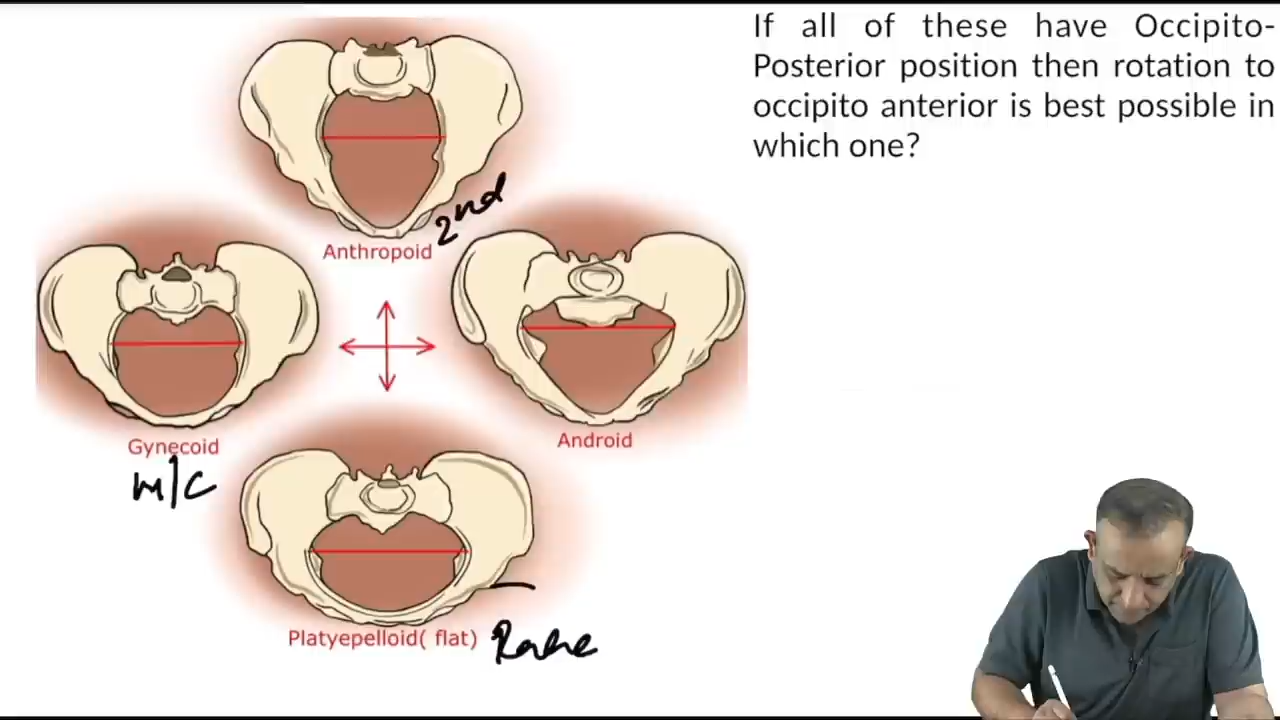 If all of these have Occipito-
Posterior position then rotation to
occipito anterior is best possible in
which one?
Anthropoid
2nd
Gynecoid
M/C
Android
Platyepelloid( flat)
Rare